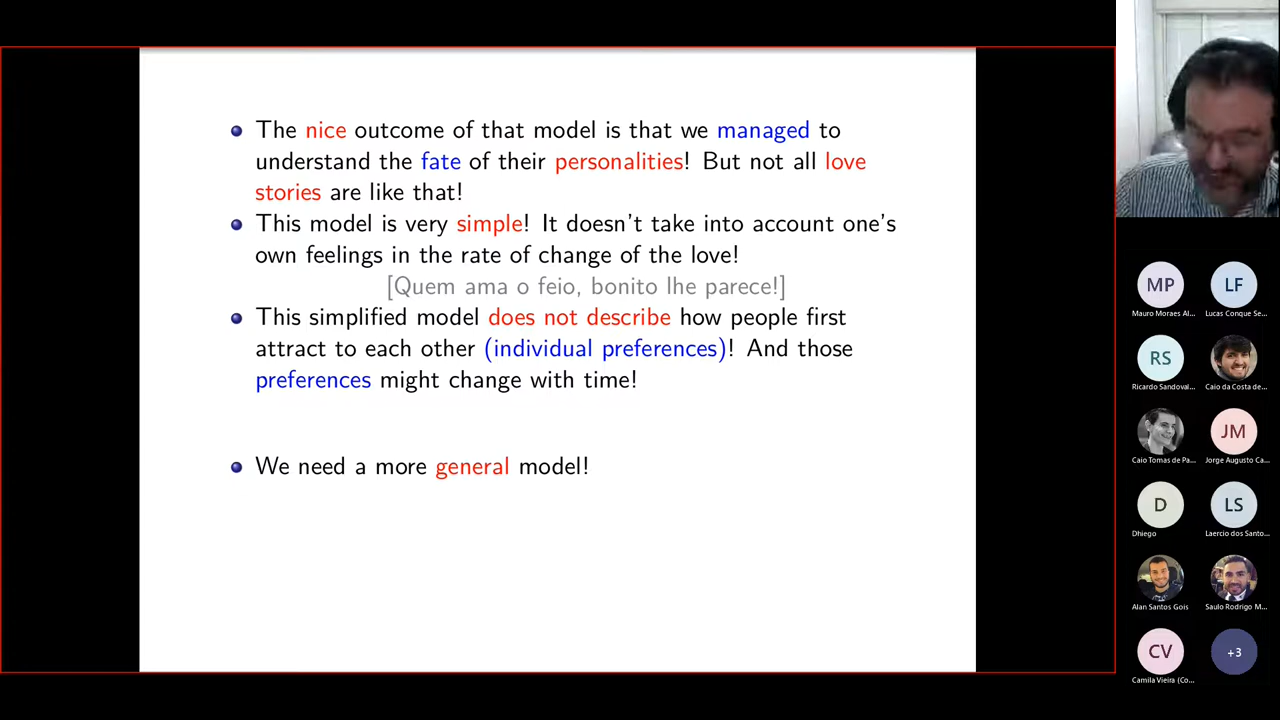 The nice outcome of that model is that we managed to
understand the fate of their personalities! But not all love
stories are like that!
This model is very simple! It doesn't take into account one's
own feelings in the rate of change of the love!
[Quem ama o feio, bonito lhe parece!]
This simplified model does not describe how people first
attract to each other (individual preferences)! And those
preferences might change with time!
We need a more general model!
MP
LF
Mauro Moraes Al...
Lucas Conque Se...
RS
Ricardo Sandoval...
Caio da Costa de...
JM
Caio Tomas de Pa...
Jorge Augusto Ca...
D
LS
Dhiego
Laercio dos Santo...
Alan Santos Gois
Saulo Rodrigo M...
CV
+3
Camila Vieira (Co...